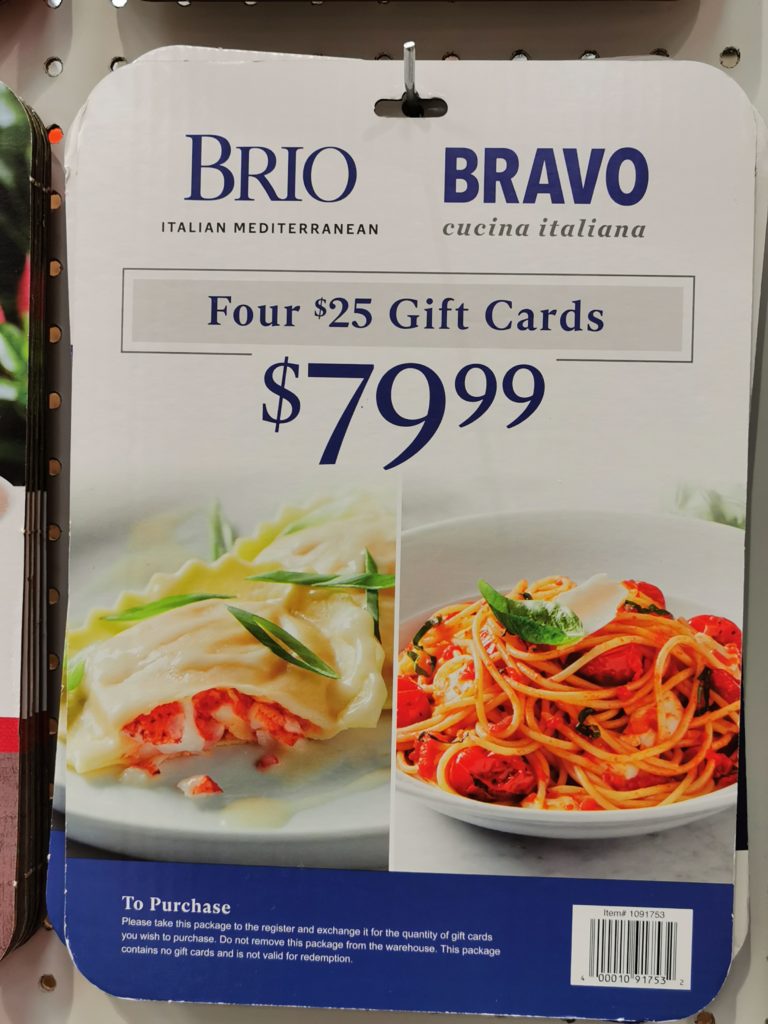 BRIO
ITALIAN MEDITERRANEAN
BRAVO
cucina italiana
Four $25 Gift Cards
$79.99
To Purchase
Please take this package to the register and exchange it for the quantity of gift cards
you wish to purchase. Do not remove this package from the warehouse. This package
contains no gift cards and is not valid for redemption.
Item# 1091753
4 00010 91753 2